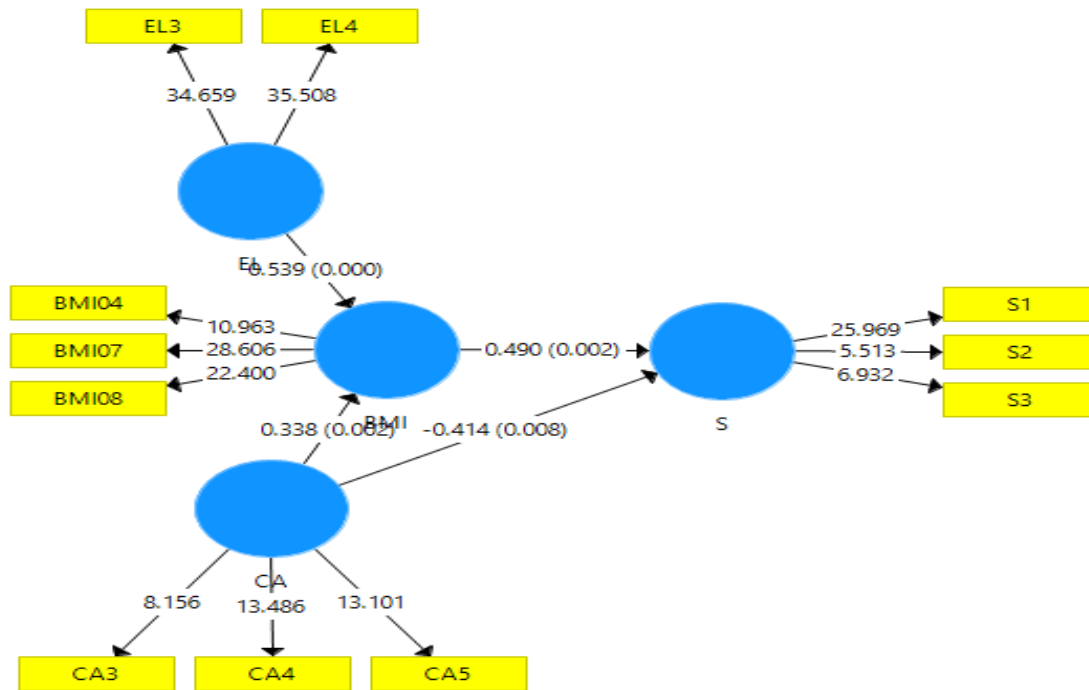 EL3
EL4
34.659
35.508
EL
0.539 (0.000)
BMI04
BMI07
BMI08
10.963
28.606
22.400
BMI
0.490 (0.002)
S
25.969
5.513
6.932
S1
S2
S3
0.338 (0.002)
-0.414 (0.008)
CA
8.156
13.486
13.101
CA3
CA4
CA5